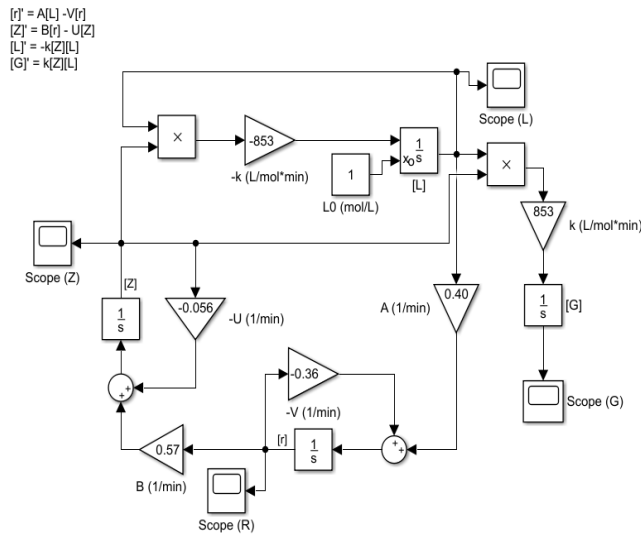 [r]' = A[L] -V[r]
[Z]' = B[r] - U[Z]
[L]' = -k[Z][L]
[G]' = k[Z][L]
Scope (L)
×
-853
-k (L/mol*min)
1
L0 (mol/L)
xo
1
s
[L]
×
853
k (L/mol*min)
Scope (Z)
[Z]
1
s
-0.056
-U (1/min)
A (1/min)
0.40
1
s
[G]
+
+
-0.36
-V (1/min)
Scope (G)
0.57
B (1/min)
[r]
1
s
+
+
Scope (R)